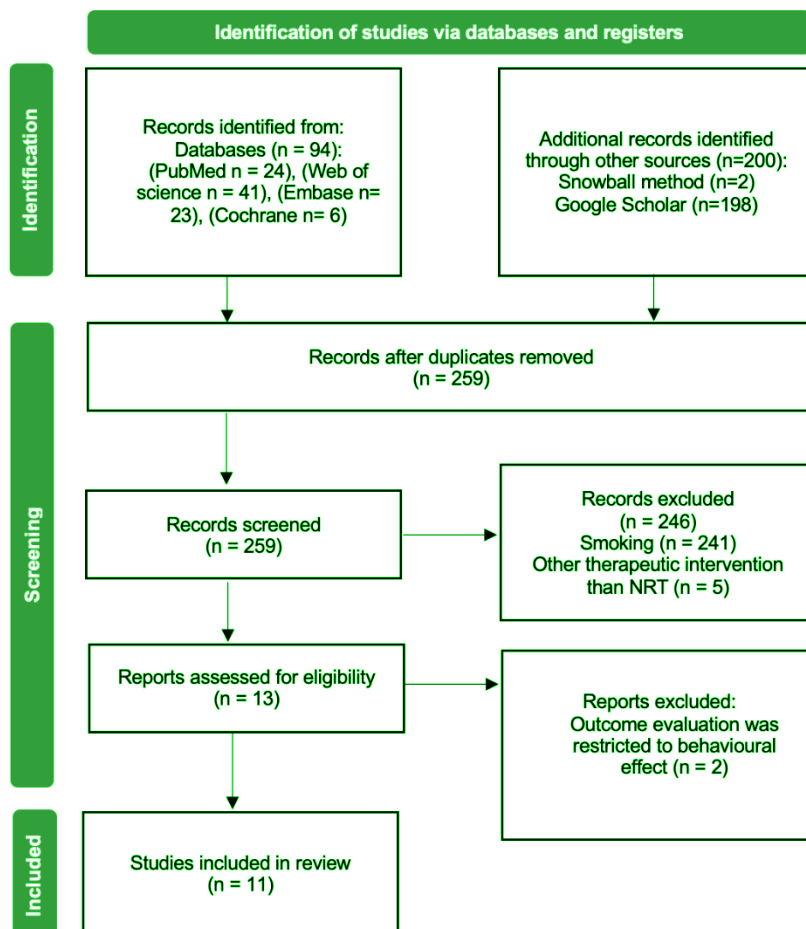 Identification of studies via databases and registers
Identification
Records identified from:
Databases (n = 94):
(PubMed n = 24), (Web of
science n = 41), (Embase n=
23), (Cochrane n= 6)
Additional records identified
through other sources (n=200):
Snowball method (n=2)
Google Scholar (n=198)
Screening
Records after duplicates removed
(n = 259)
Records screened
(n = 259)
Records excluded
(n = 246)
Smoking (n = 241)
Other therapeutic intervention
than NRT (n = 5)
Reports assessed for eligibility
(n = 13)
Reports excluded:
Outcome evaluation was
restricted to behavioural
effect (n = 2)
Included
Studies included in review
(n = 11)